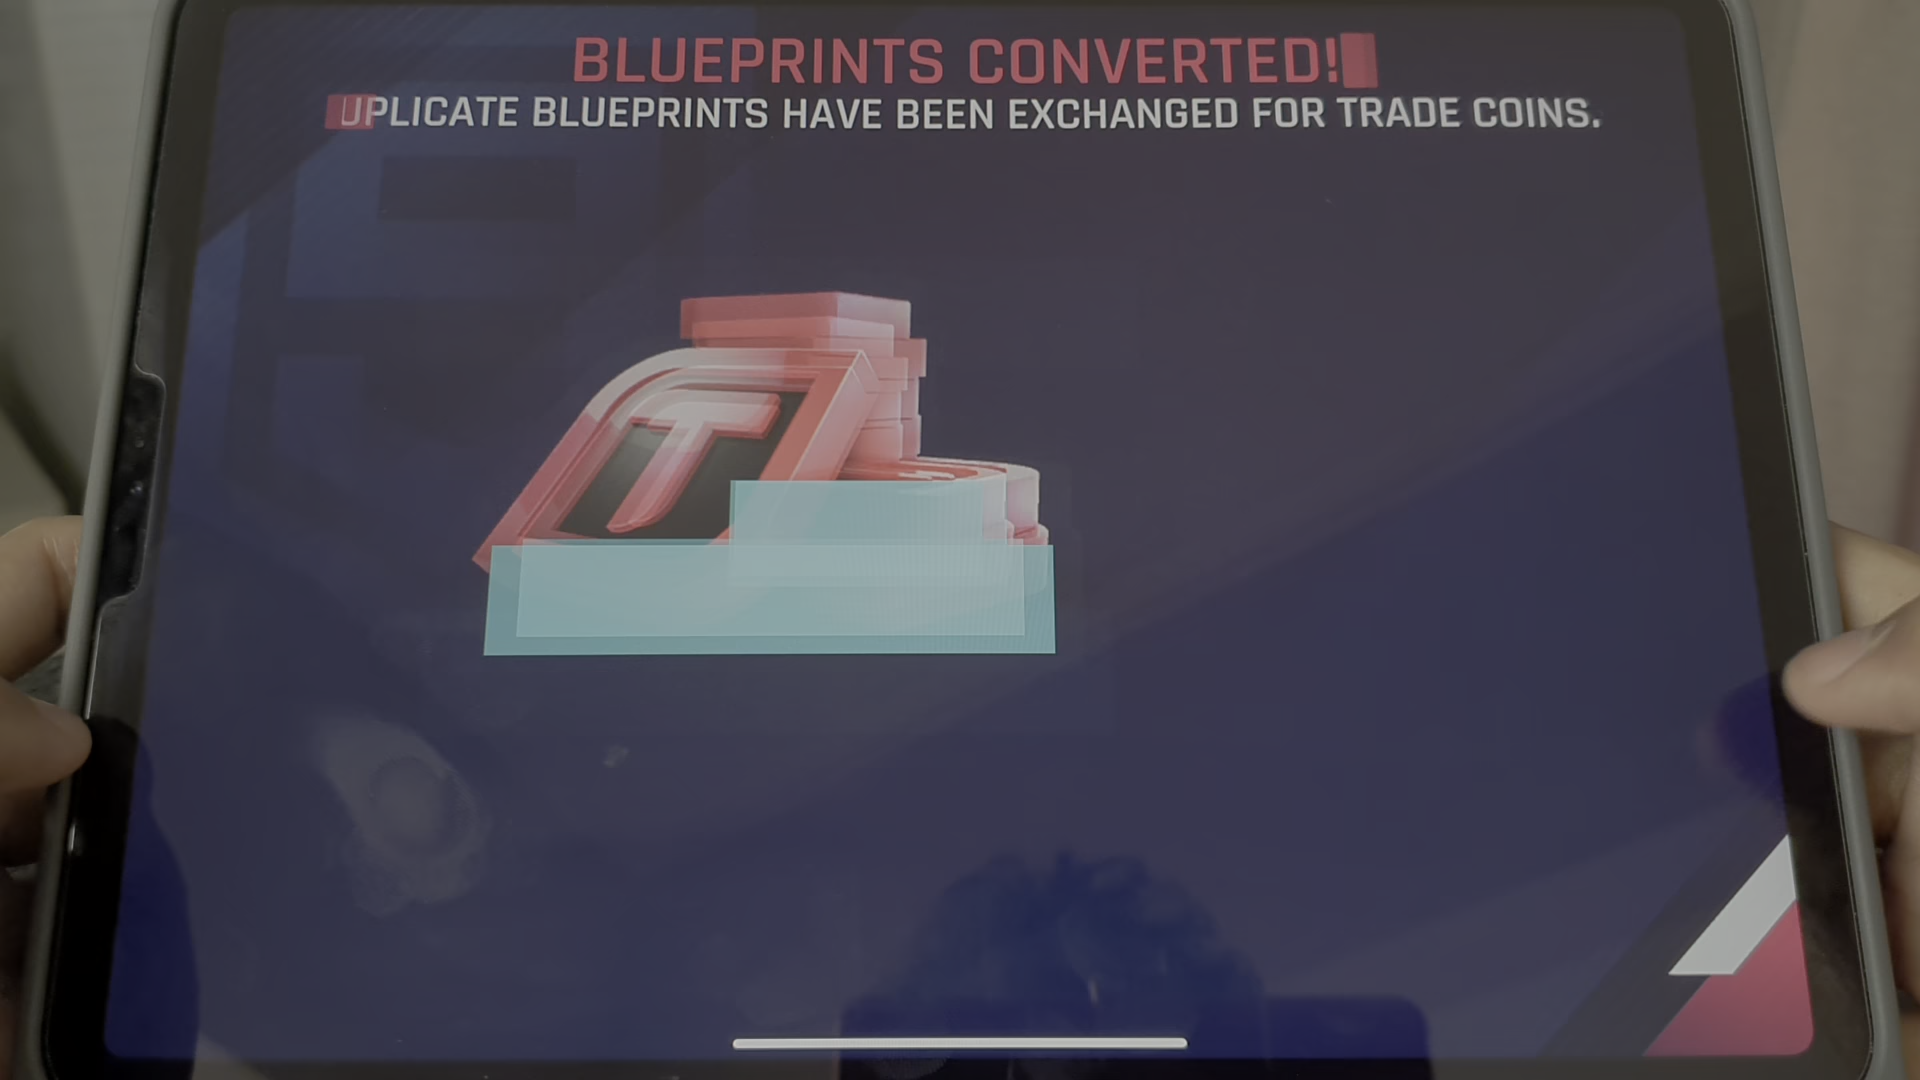 BLUEPRINTS CONVERTED!
UPLICATE BLUEPRINTS HAVE BEEN EXCHANGED FOR TRADE COINS.
T